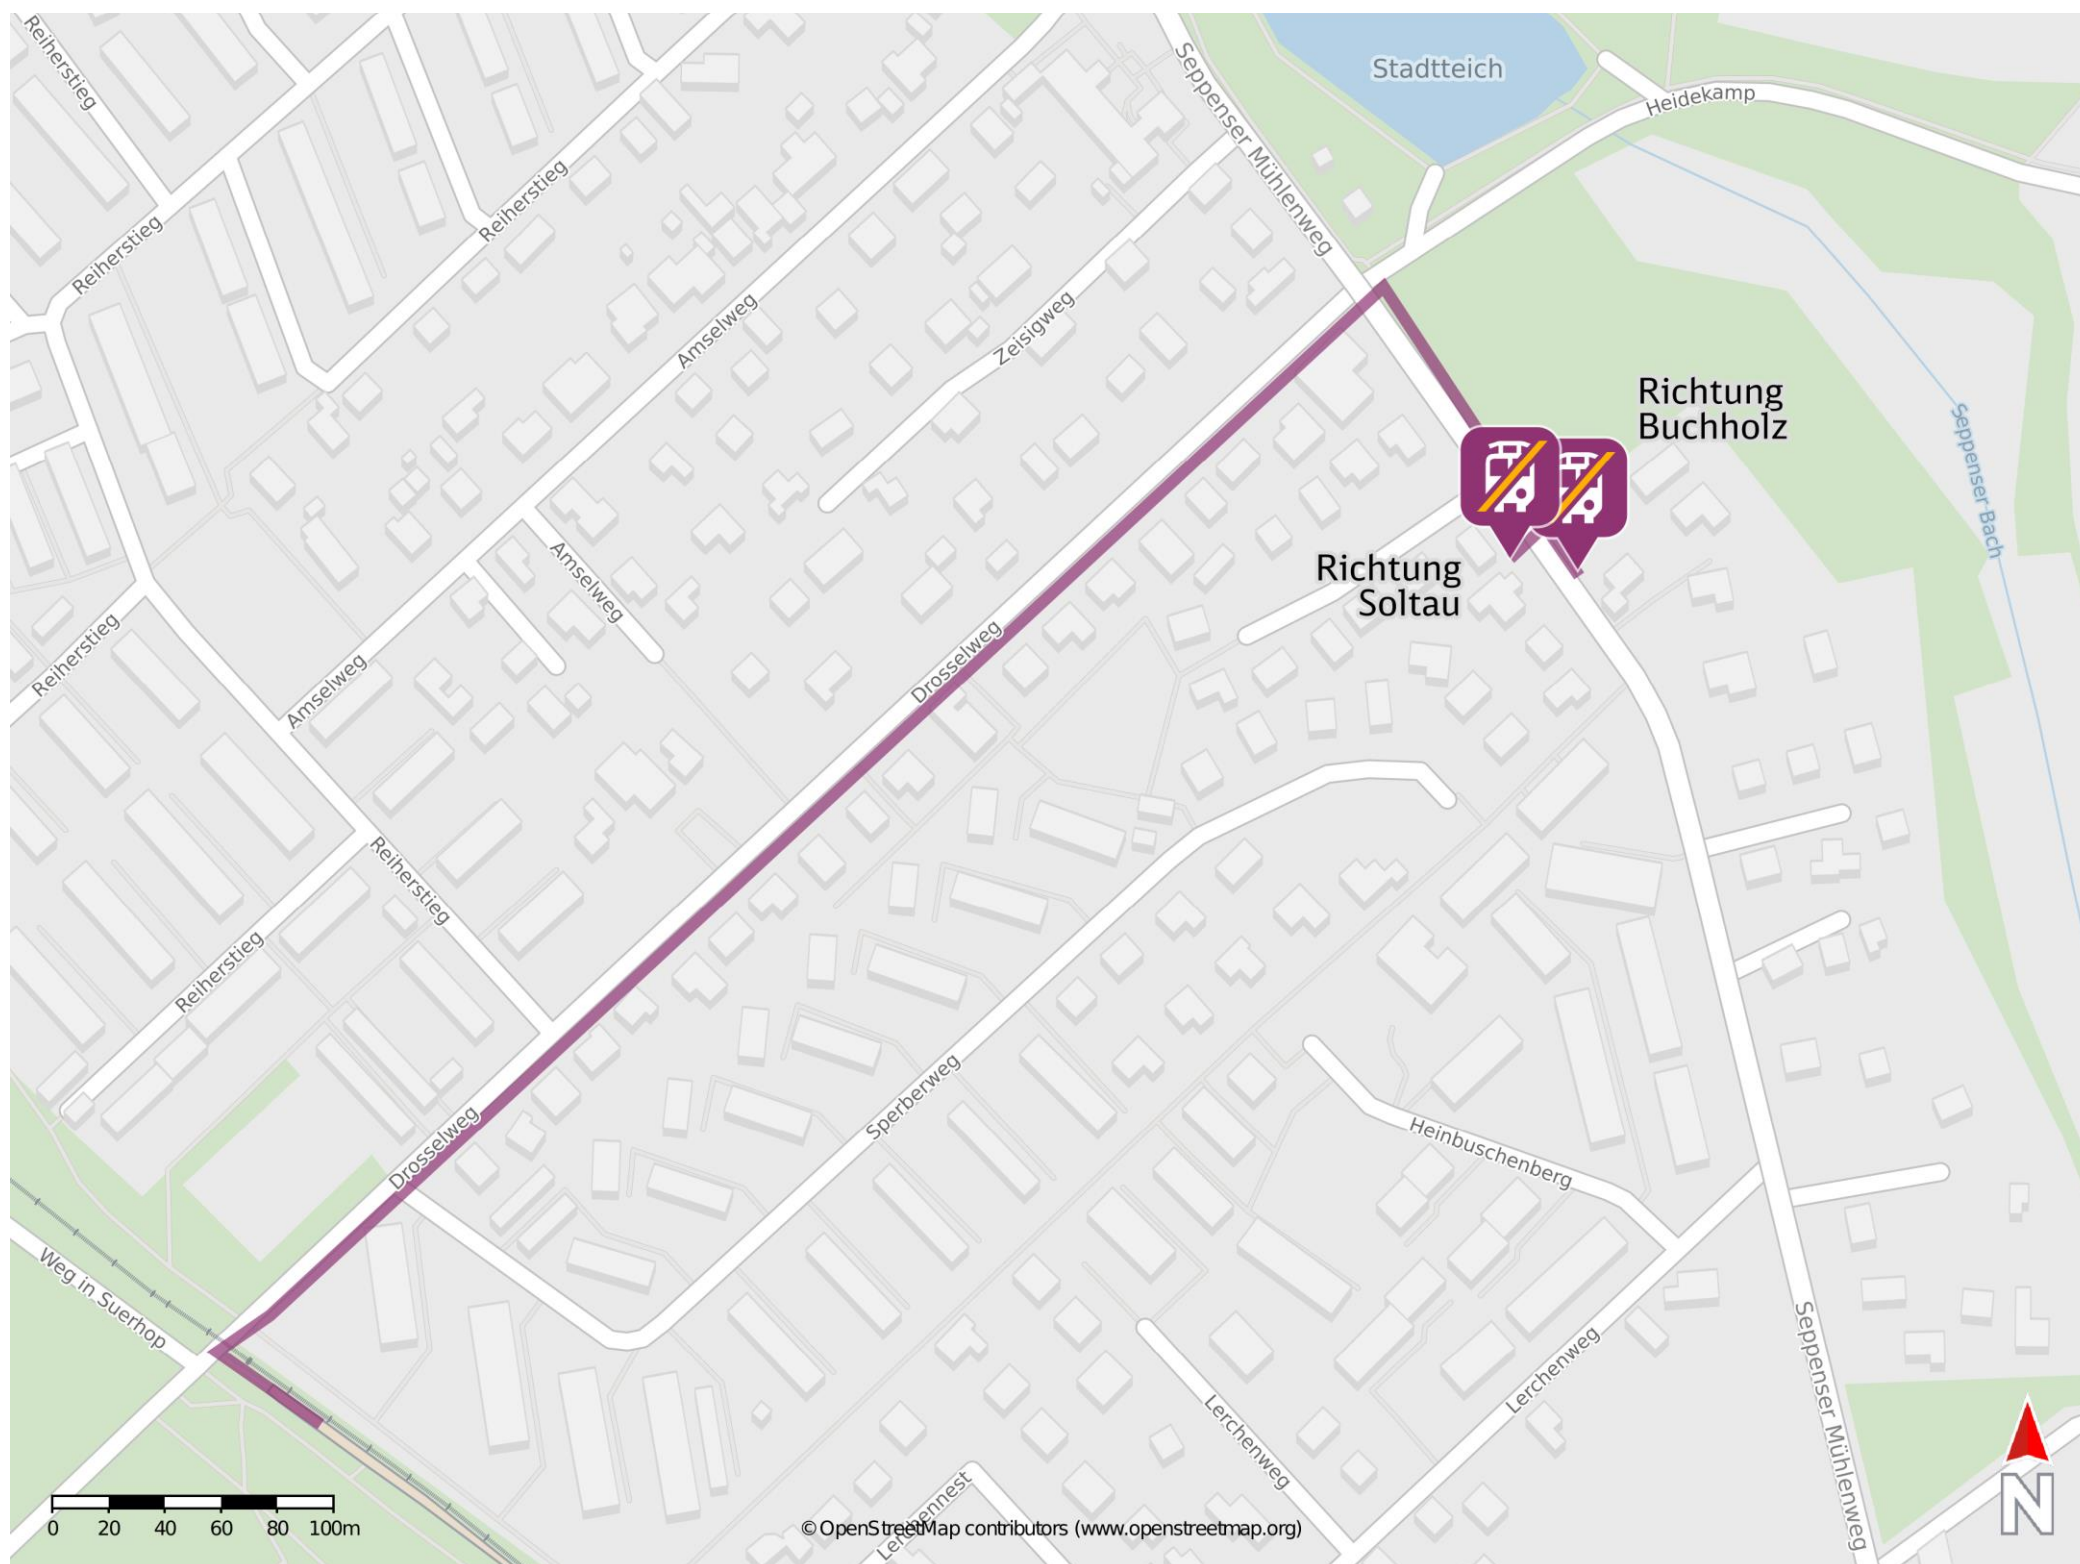 Reiherstieg
Seppenser Mühlenweg
Stadtteich
Heidekamp
Reiherstieg
Reiherstieg
Amselweg
Zeisigweg
Richtung
Buchholz
Seppenser Bach
Amselweg
Richtung
Soltau
Reiherstieg
Amselweg
Drosselweg
Reiherstieg
Reiherstieg
Sperberweg
Drosselweg
Heinbuschenberg
Weg in Suerhop
Lerchenweg
Lerchenweg
Seppenser Mühlenweg
Lerchennest
0 20 40 60 80 100m
© OpenStreetMap contributors (www.openstreetmap.org)
N